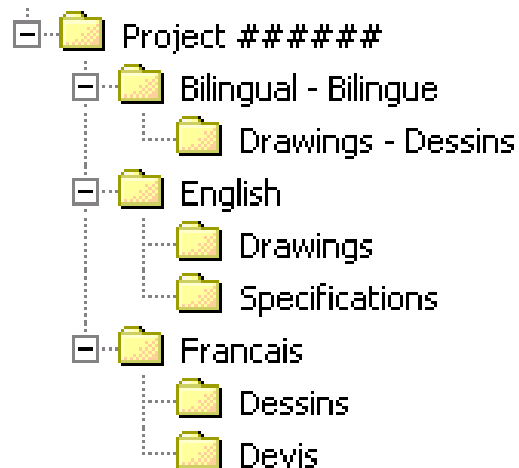 Project ######
Bilingual - Bilingue
Drawings - Dessins
English
Drawings
Specifications
Francais
Dessins
Devis